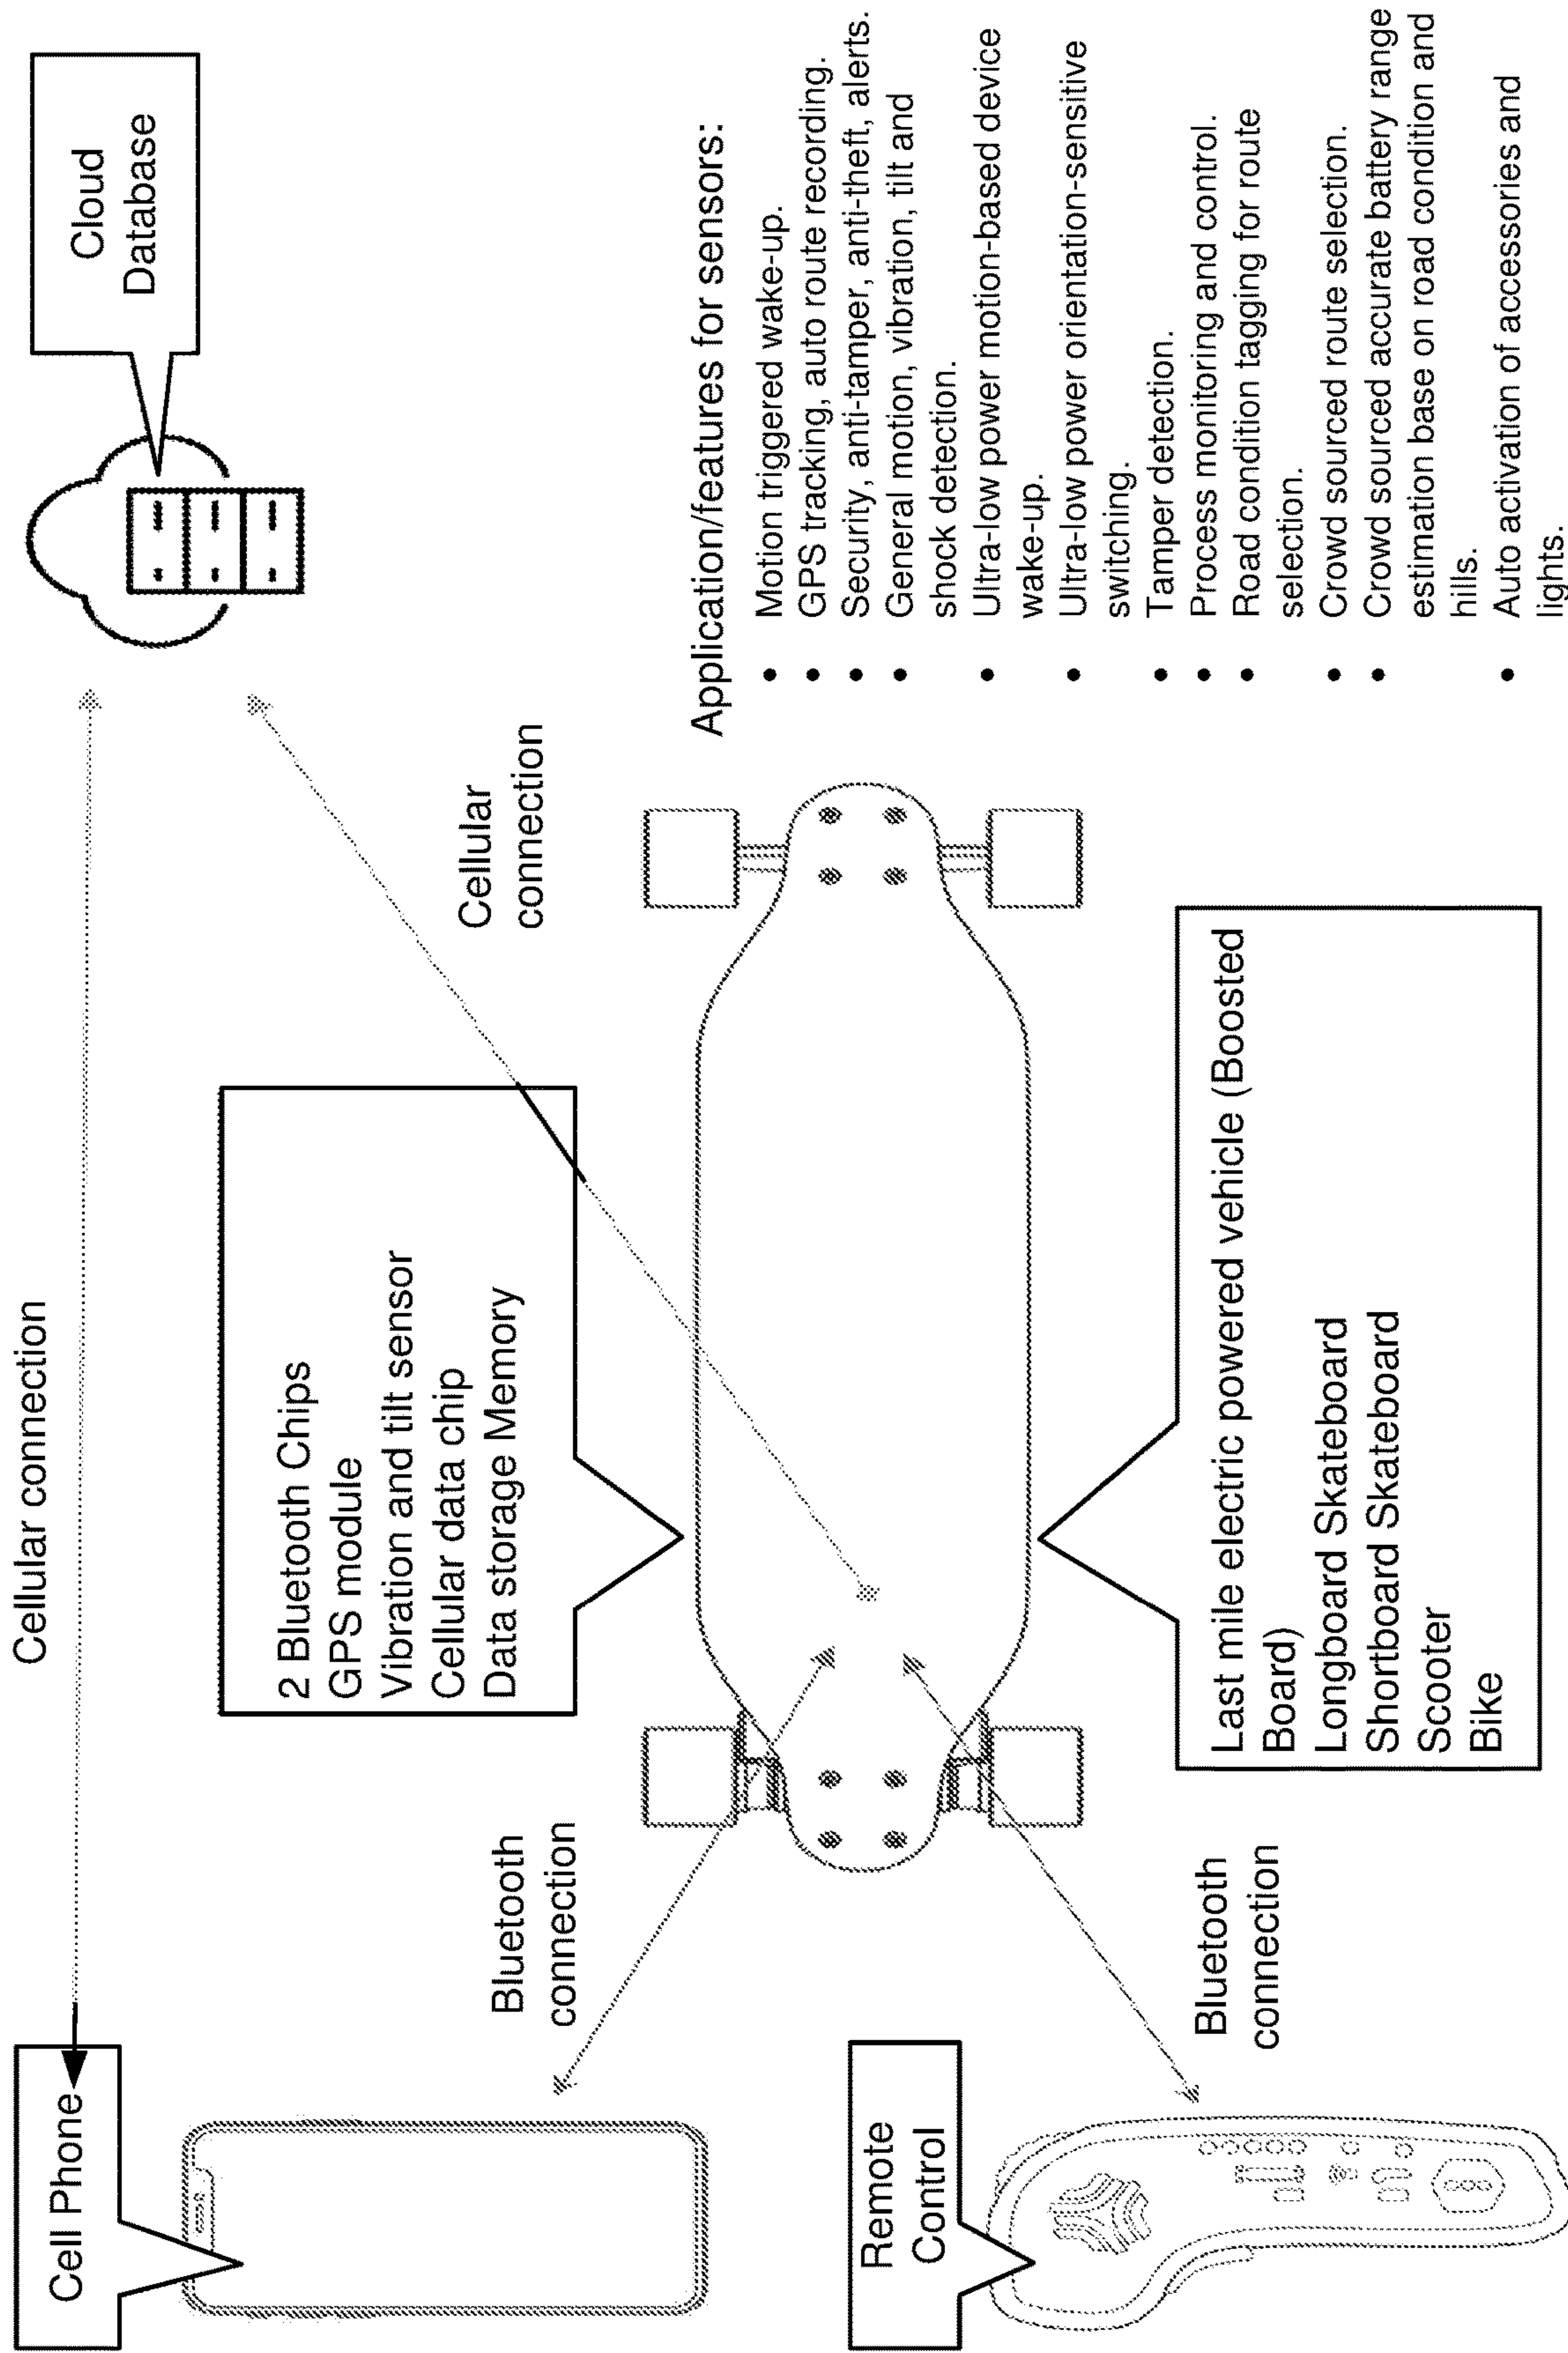 Cell Phone
Cellular connection
Cloud
Database
2 Bluetooth Chips
GPS module
Vibration and tilt sensor
Cellular data chip
Data storage Memory
Cellular
connection
Bluetooth
connection
Remote
Control
Bluetooth
connection
Last mile electric powered vehicle (Boosted
Board)
Longboard Skateboard
Shortboard Skateboard
Scooter
Bike
Application/features for sensors:
• Motion triggered wake-up.
• GPS tracking, auto route recording.
• Security, anti-tamper, anti-theft, alerts.
• General motion, vibration, tilt and
shock detection.
• Ultra-low power motion-based device
wake-up.
• Ultra-low power orientation-sensitive
switching.
• Tamper detection.
• Process monitoring and control.
• Road condition tagging for route
selection.
• Crowd sourced route selection.
• Crowd sourced accurate battery range
estimation base on road condition and
hills.
• Auto activation of accessories and
lights.